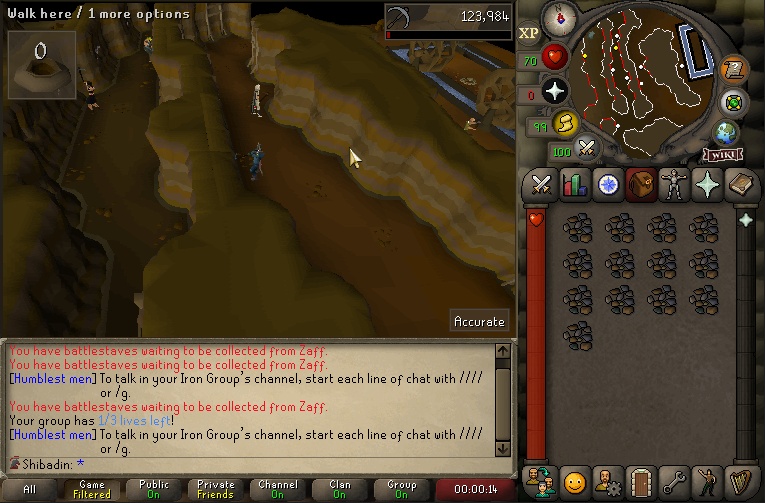 Walk here / 1 more options
0
123,984
XP
70
0
99
100
WIKI
Accurate
You have battlestaves waiting to be collected from Zaff.
You have battlestaves waiting to be collected from Zaff.
[Humblest men] To talk in your Iron Group's channel, start each line of chat with ////
or /g.
You have battlestaves waiting to be collected from Zaff.
Your group has 1/3 lives left!
[Humblest men] To talk in your Iron Group's channel, start each line of chat with ////
or /g.
Shibadin: *
All
Game
Filtered
Public
On
Private
Friends
Channel
On
Clan
On
Group
On
00:00:14